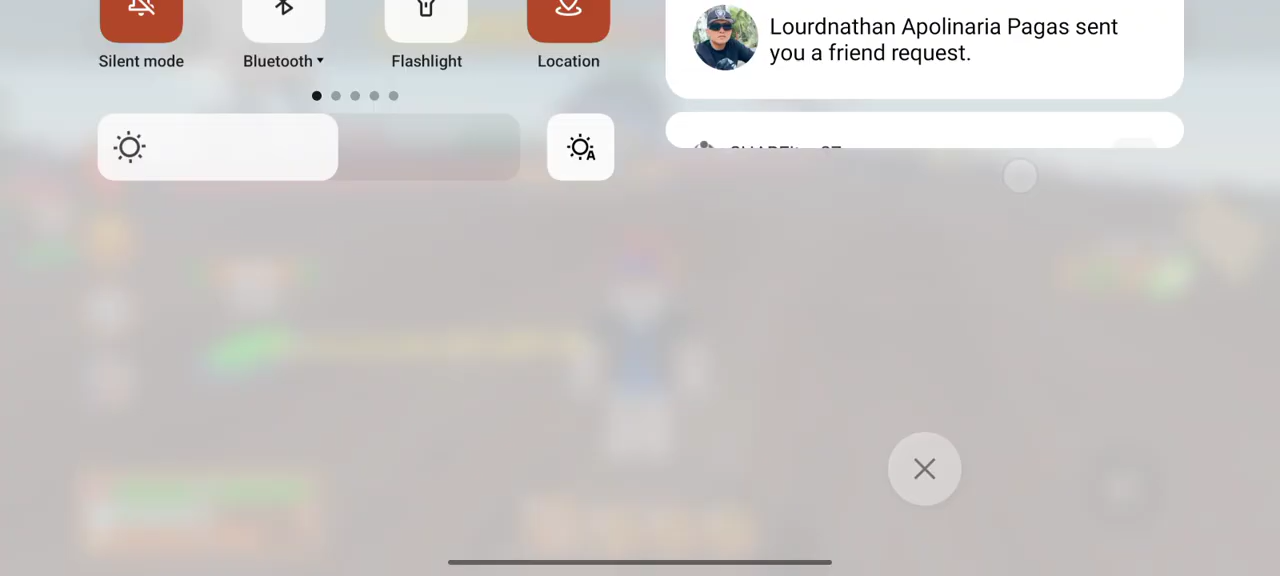 Silent mode
Bluetooth
Flashlight
Location
Lourdnathan Apolinaria Pagas sent
you a friend request.